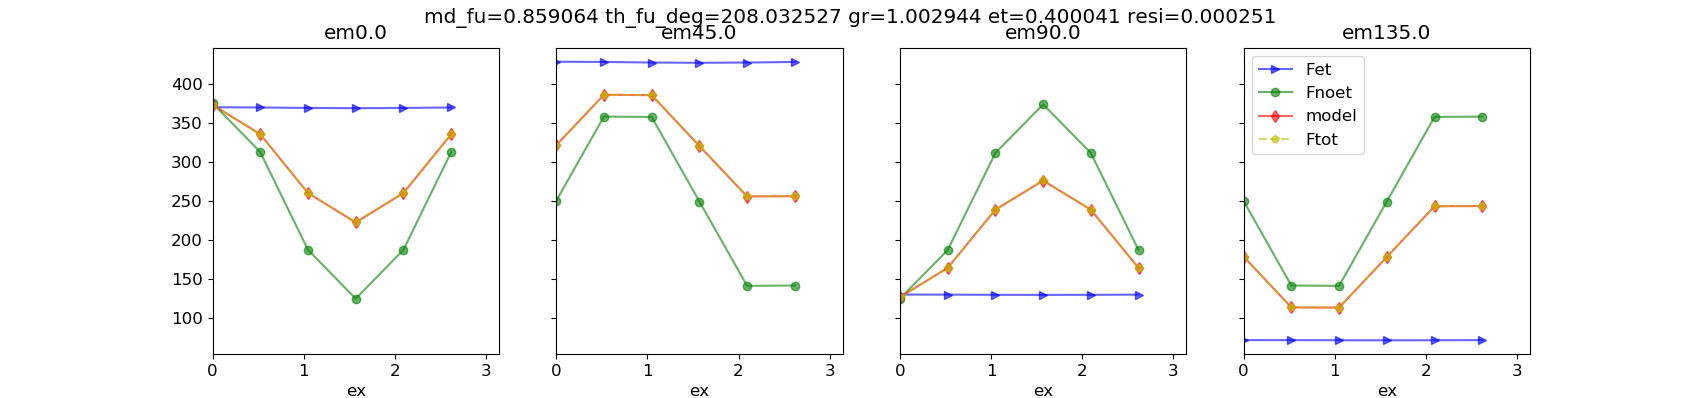 md_fu=0.859064 th_fu_deg=208.032527 gr=1.002944 et=0.400041 resi=0.000251
em0.0
em45.0
em90.0
em135.0
400
350
300
250
200
150
100
Fet
Fnoet
model
Ftot
0 1 2 3
0 1 2 3
0 1 2 3
0 1 2 3
ex
ex
ex
ex